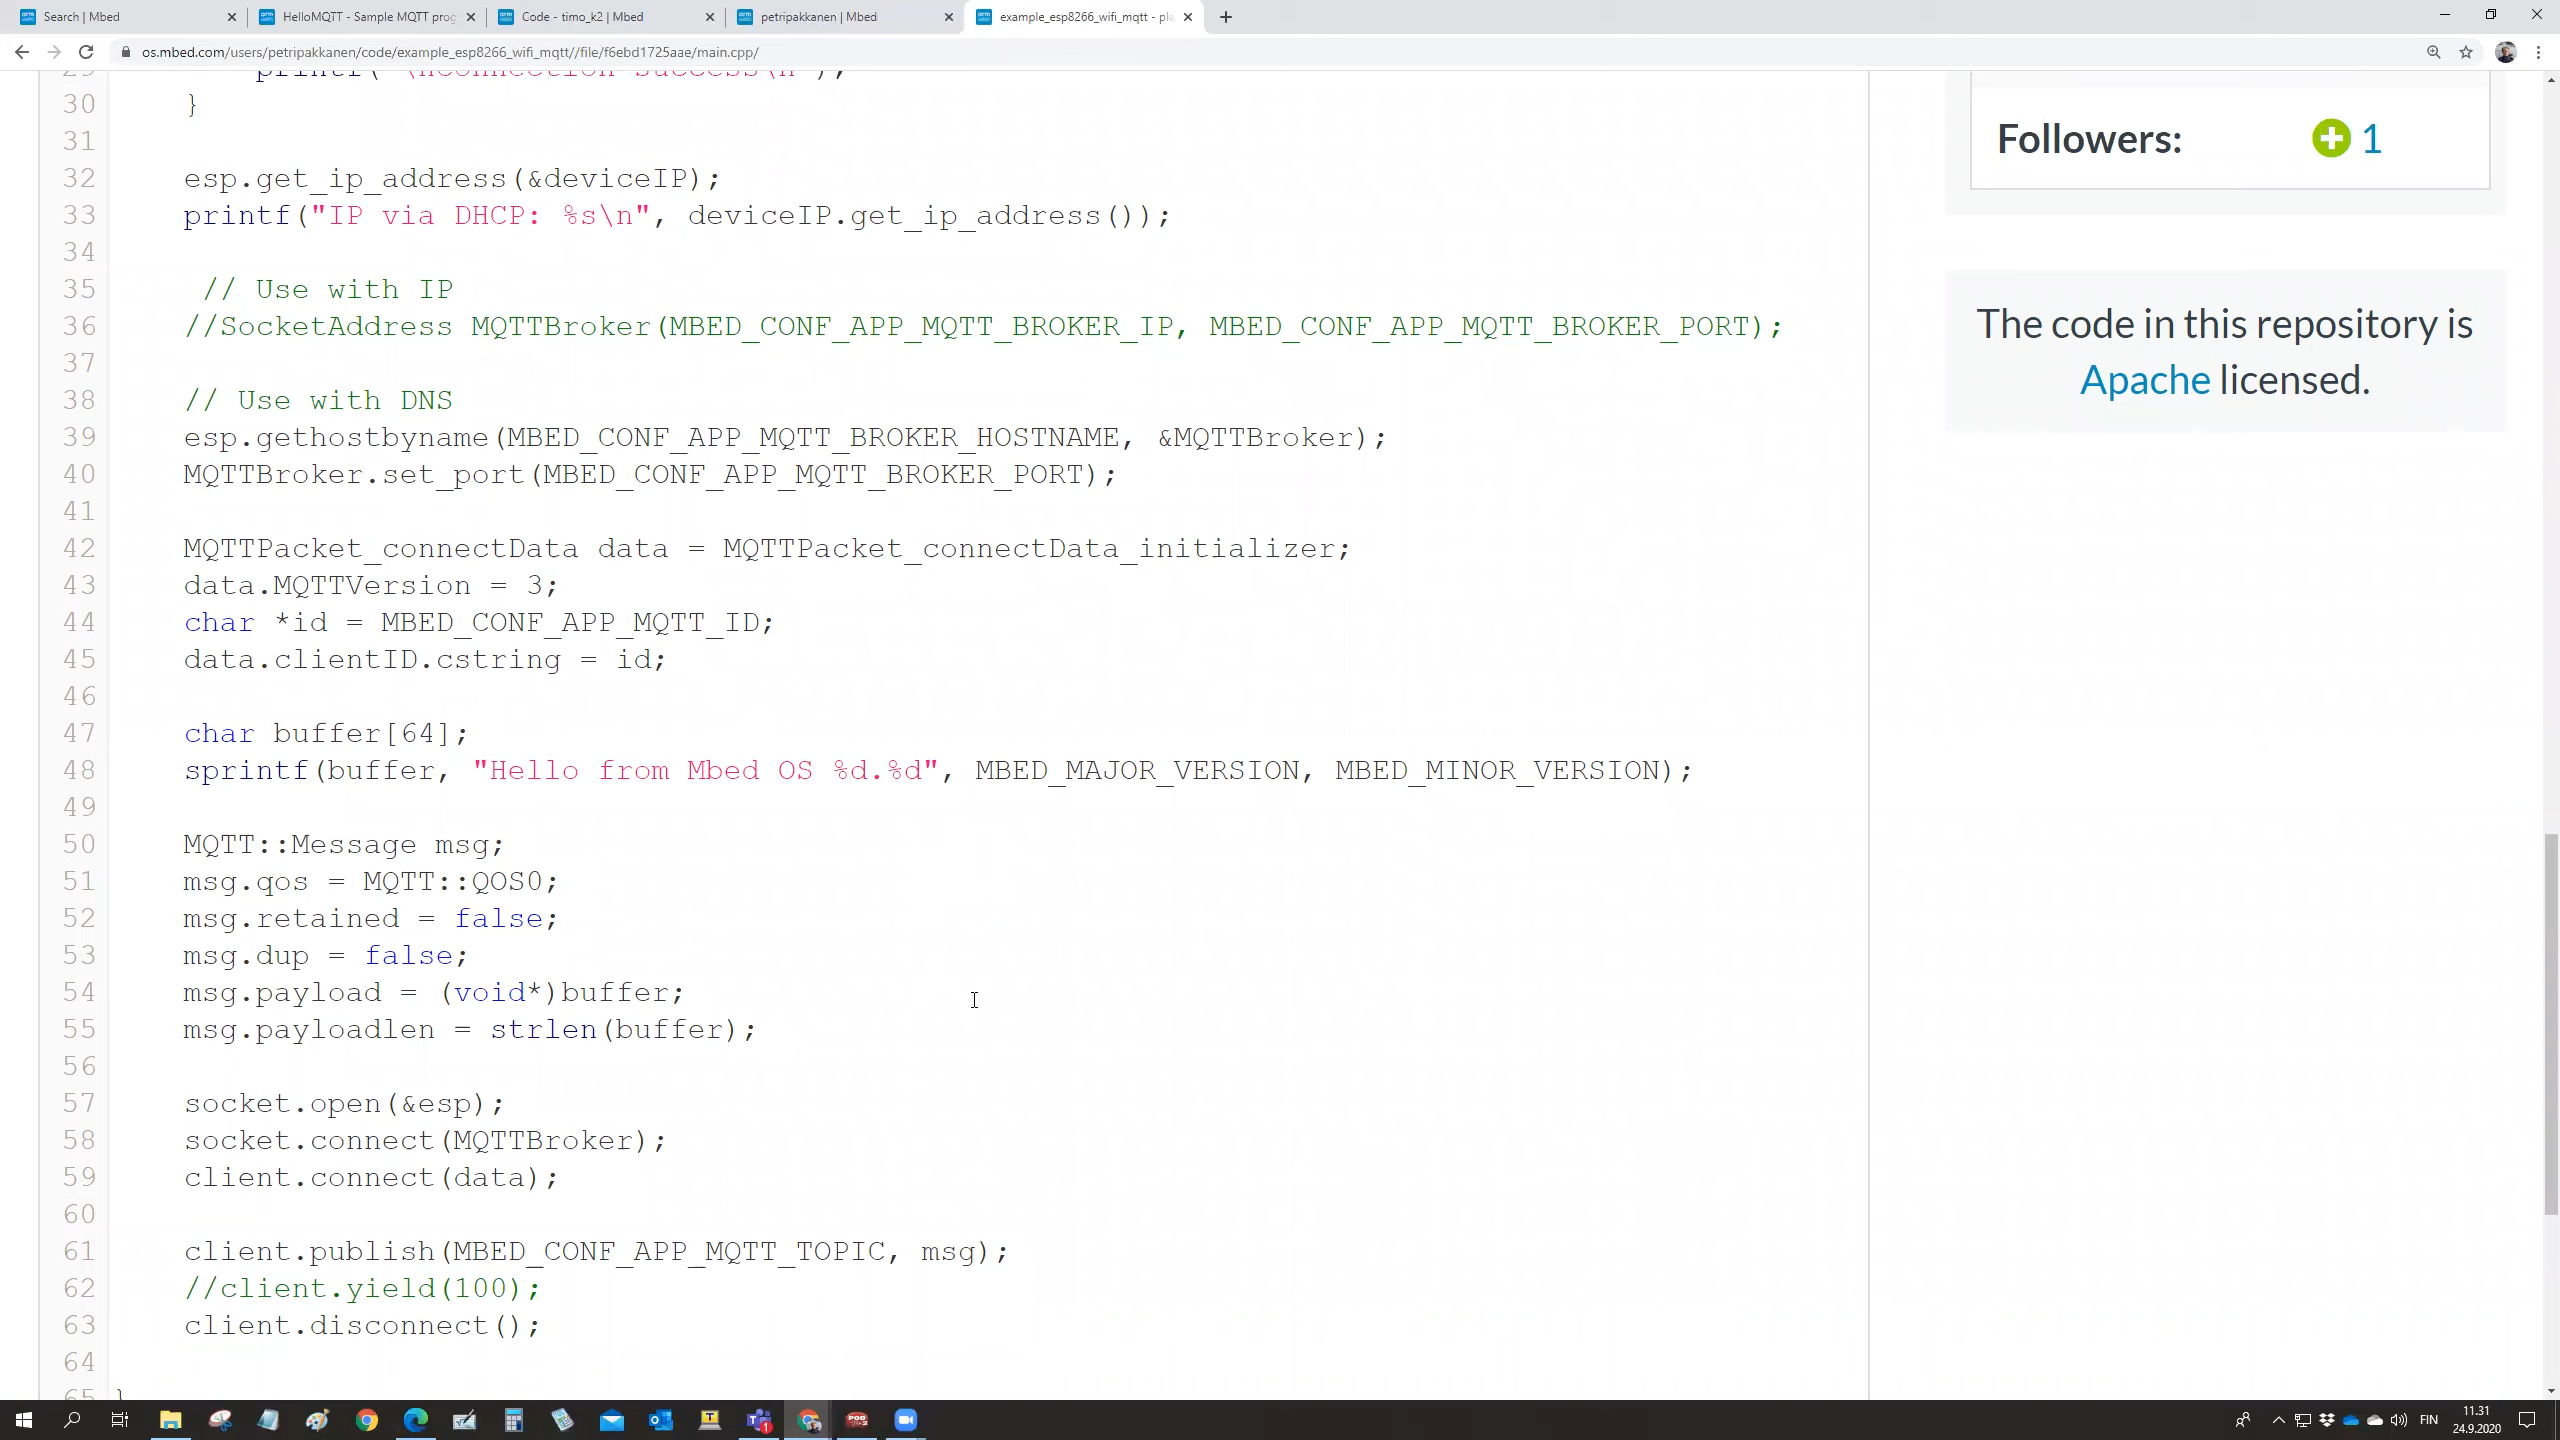 Search | Mbed
HelloMQTT - Sample MQTT prog
Code - timo_k2 | Mbed
petripakkanen | Mbed
example_esp8266_wifi_mqtt - pla
os.mbed.com/users/petripakkanen/code/example_esp8266_wifi_mqtt//file/f6ebd1725aae/main.cpp/
29 printf("\nConnection success\n");
30 }
31
32 esp.get_ip_address(&deviceIP);
33 printf("IP via DHCP: %s\n", deviceIP.get_ip_address());
34
35 // Use with IP
36 //SocketAddress MQTTBroker(MBED_CONF_APP_MQTT_BROKER_IP, MBED_CONF_APP_MQTT_BROKER_PORT);
37
38 // Use with DNS
39 esp.gethostbyname(MBED_CONF_APP_MQTT_BROKER_HOSTNAME, &MQTTBroker);
40 MQTTBroker.set_port(MBED_CONF_APP_MQTT_BROKER_PORT);
41
42 MQTTPacket_connectData data = MQTTPacket_connectData_initializer;
43 data.MQTTVersion = 3;
44 char *id = MBED_CONF_APP_MQTT_ID;
45 data.clientID.cstring = id;
46
47 char buffer[64];
48 sprintf(buffer, "Hello from Mbed OS %d.%d", MBED_MAJOR_VERSION, MBED_MINOR_VERSION);
49
50 MQTT::Message msg;
51 msg.qos = MQTT::QOS0;
52 msg.retained = false;
53 msg.dup = false;
54 msg.payload = (void*)buffer;
55 msg.payloadlen = strlen(buffer);
56
57 socket.open(&esp);
58 socket.connect(MQTTBroker);
59 client.connect(data);
60
61 client.publish(MBED_CONF_APP_MQTT_TOPIC, msg);
62 //client.yield(100);
63 client.disconnect();
64
65 }
Followers: 1
The code in this repository is
Apache licensed.
FIN
11.31
24.9.2020